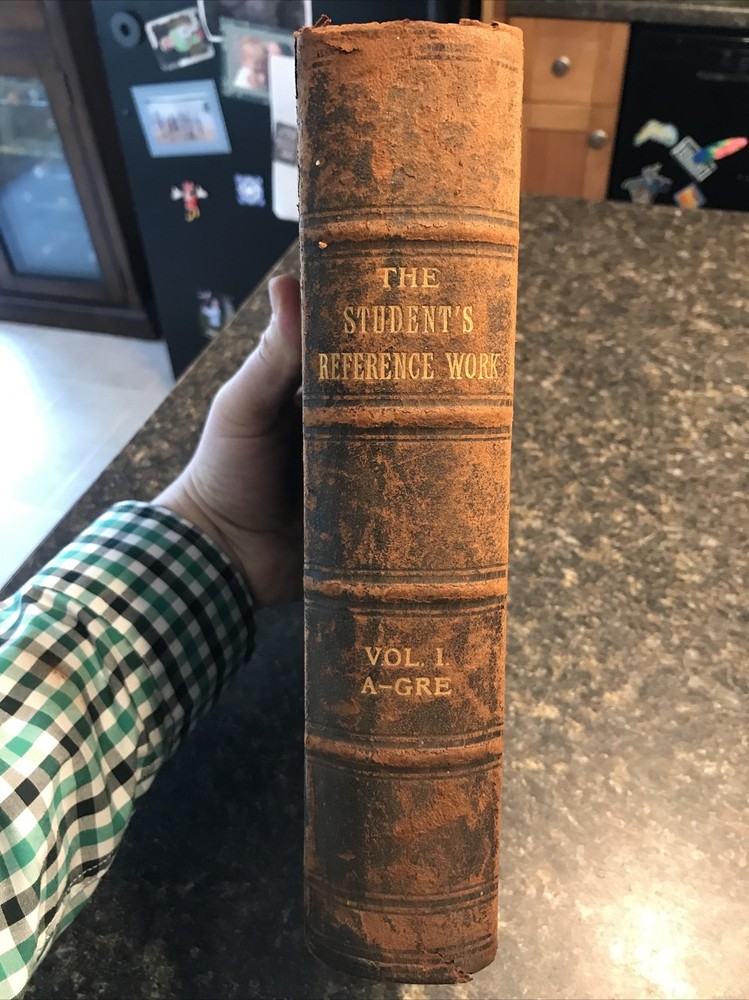 THE
STUDENT'S
REFERENCE WORK
VOL. I.
A-GRE